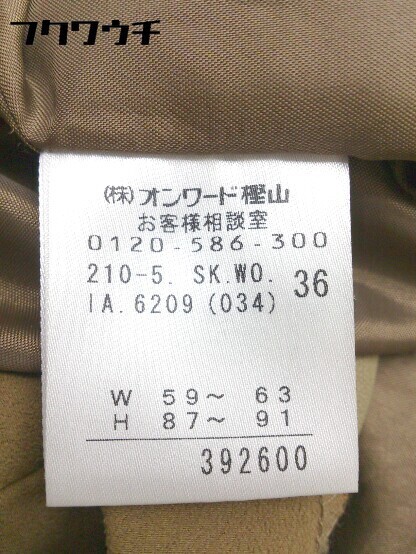 フクワウチ
(株)オンワード樫山
お客様相談室
0120-586-300
210-5. SK.WO. 36
IA.6209 (034)
W 59～ 63
H 87～ 91
392600